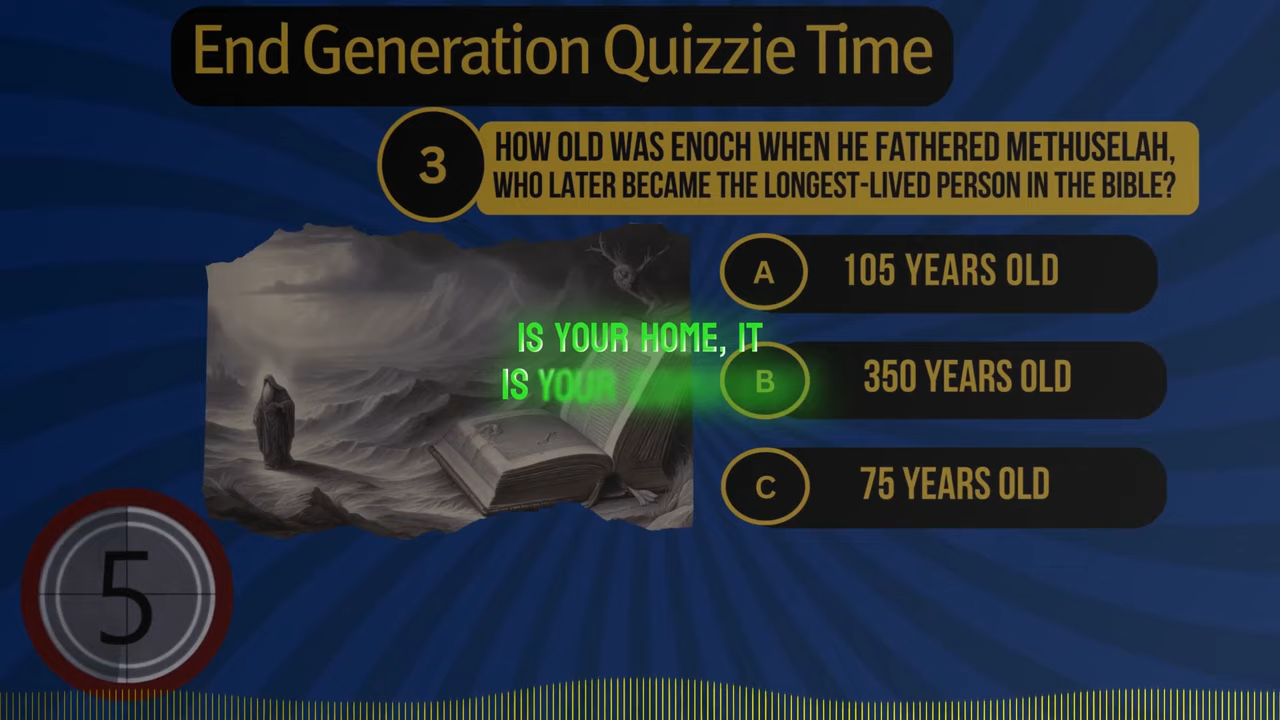 End Generation Quizzie Time
3
HOW OLD WAS ENOCH WHEN HE FATHERED METHUSELAH,
WHO LATER BECAME THE LONGEST-LIVED PERSON IN THE BIBLE?
A 105 YEARS OLD
IS YOUR HOME, IT
IS YOUR
B 350 YEARS OLD
C 75 YEARS OLD
5